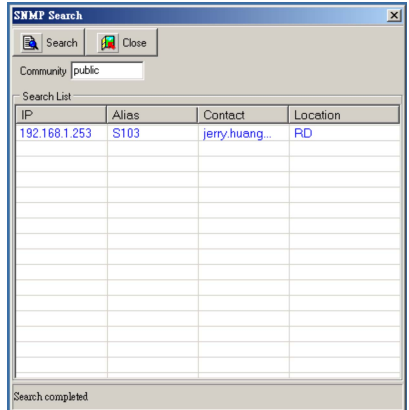 SNMP Search
Search Close
Community public
Search List
IP Alias Contact Location
192.168.1.253 S103 jerry.huang... RD
Search completed